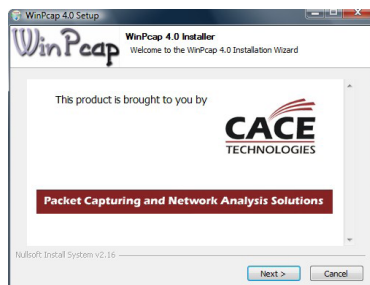 WinPcap 4.0 Setup
WinPcap
WinPcap 4.0 Installer
Welcome to the WinPcap 4.0 Installation Wizard
This product is brought to you by
CACE
TECHNOLOGIES
Packet Capturing and Network Analysis Solutions
Nullsoft Install System v2.16
Next >
Cancel